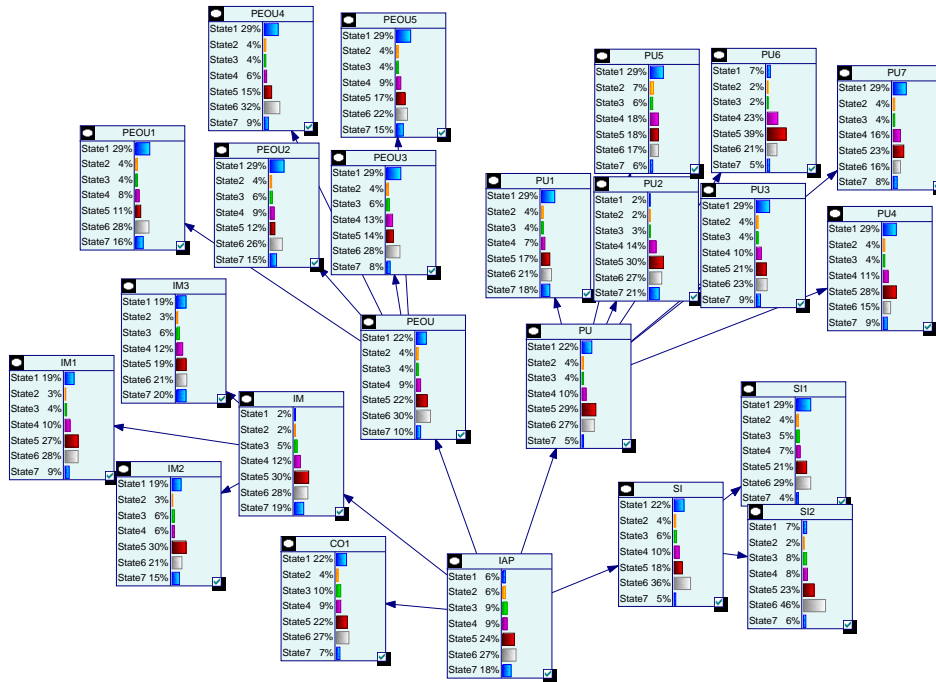 PEOU4
State1 29%
State2 4%
State3 4%
State4 6%
State5 15%
State6 32%
State7 9%
PEOU5
State1 29%
State2 4%
State3 4%
State4 9%
State5 17%
State6 22%
State7 15%
PU5
State1 29%
State2 7%
State3 6%
State4 18%
State5 18%
State6 17%
State7 6%
PU6
State1 7%
State2 2%
State3 2%
State4 23%
State5 39%
State6 21%
State7 5%
PU7
State1 29%
State2 4%
State3 4%
State4 16%
State5 23%
State6 16%
State7 8%
PEOU1
State1 29%
State2 4%
State3 4%
State4 8%
State5 11%
State6 28%
State7 16%
PEOU2
State1 29%
State2 4%
State3 6%
State4 9%
State5 12%
State6 26%
State7 15%
PEOU3
State1 29%
State2 4%
State3 6%
State4 13%
State5 14%
State6 28%
State7 8%
PU1
State1 29%
State2 4%
State3 4%
State4 7%
State5 17%
State6 21%
State7 18%
PU2
State1 2%
State2 2%
State3 3%
State4 14%
State5 30%
State6 27%
State7 21%
PU3
State1 29%
State2 4%
State3 4%
State4 10%
State5 21%
State6 23%
State7 9%
PU4
State1 29%
State2 4%
State3 4%
State4 11%
State5 28%
State6 15%
State7 9%
IM3
State1 19%
State2 3%
State3 6%
State4 12%
State5 19%
State6 21%
State7 20%
PEOU
State1 22%
State2 4%
State3 4%
State4 9%
State5 22%
State6 30%
State7 10%
PU
State1 22%
State2 4%
State3 4%
State4 10%
State5 29%
State6 27%
State7 5%
IM1
State1 19%
State2 3%
State3 4%
State4 10%
State5 27%
State6 28%
State7 9%
IM
State1 2%
State2 2%
State3 5%
State4 12%
State5 30%
State6 28%
State7 19%
SI1
State1 29%
State2 4%
State3 5%
State4 7%
State5 21%
State6 29%
State7 4%
IM2
State1 19%
State2 3%
State3 6%
State4 6%
State5 30%
State6 21%
State7 15%
SI
State1 22%
State2 4%
State3 6%
State4 10%
State5 18%
State6 36%
State7 5%
SI2
State1 7%
State2 2%
State3 8%
State4 8%
State5 23%
State6 46%
State7 6%
CO1
State1 22%
State2 4%
State3 10%
State4 9%
State5 22%
State6 27%
State7 7%
IAP
State1 6%
State2 6%
State3 9%
State4 9%
State5 24%
State6 27%
State7 18%